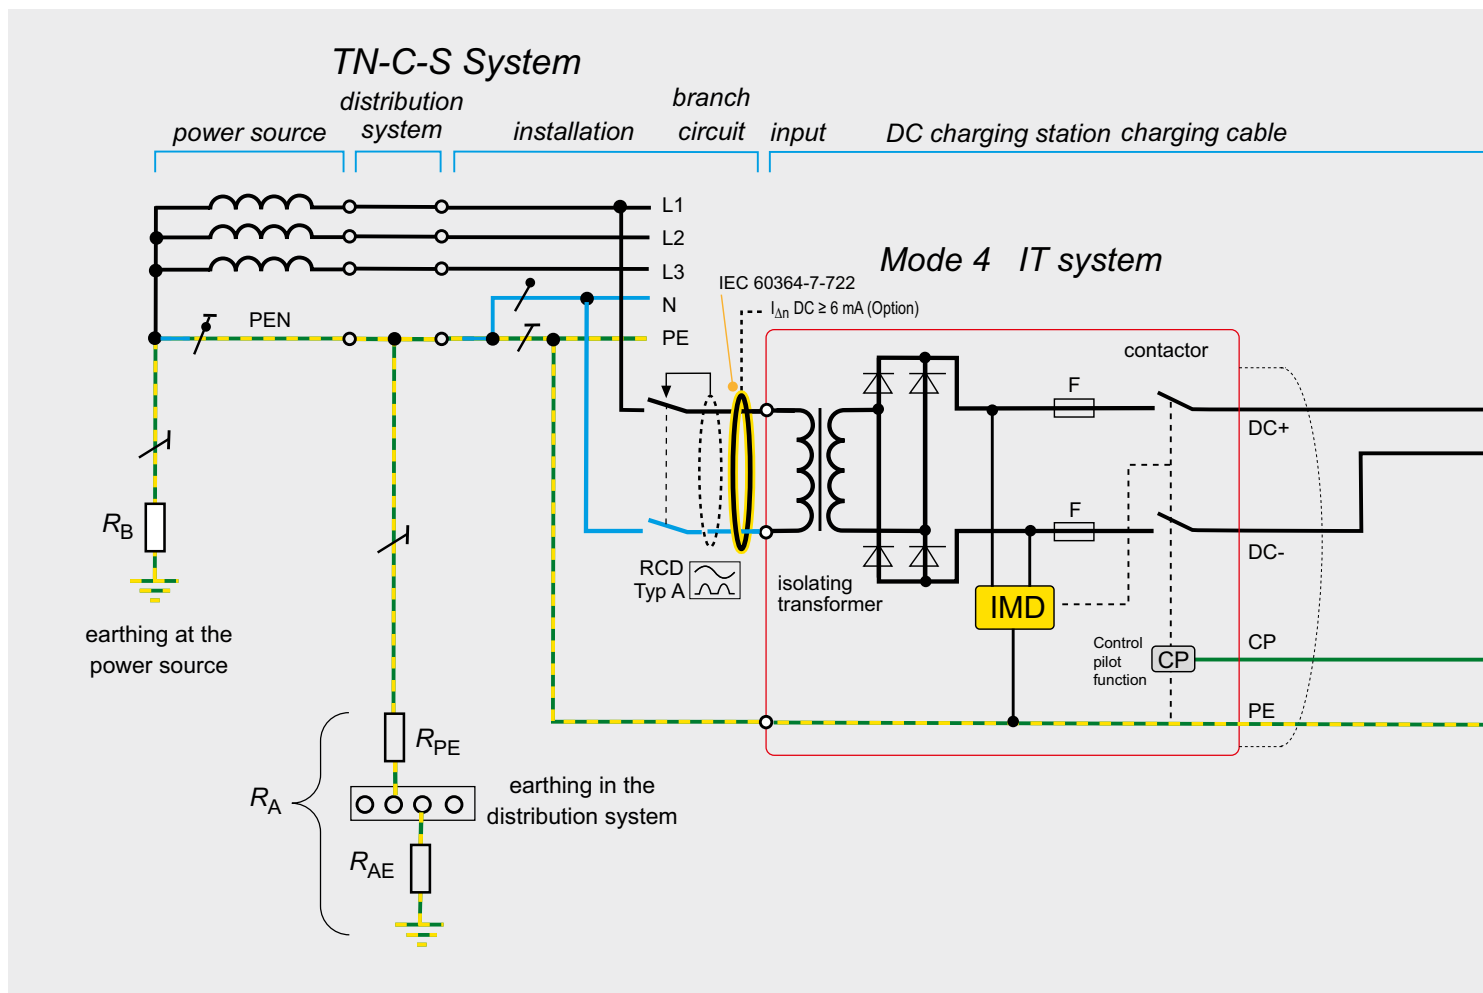 TN-C-S System
power source
distribution
system
installation
branch
circuit
input
DC charging station charging cable
L1
L2
L3
N
PE
PEN
Mode 4 IT system
IEC 60364-7-722
IΔn DC ≥ 6 mA (Option)
contactor
F
DC+
F
DC-
RB
RCD
Typ A
isolating
transformer
IMD
earthing at the
power source
Control
pilot
function
CP
CP
PE
RPE
RA
earthing in the
distribution system
RAE